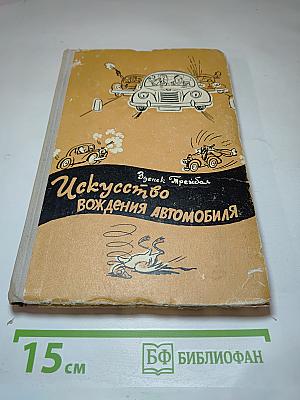 Зденек Трейбал
Искусство
ВОЖДЕНИЯ АВТОМОБИЛЯ
15 см
БФ БИБЛИОФАН